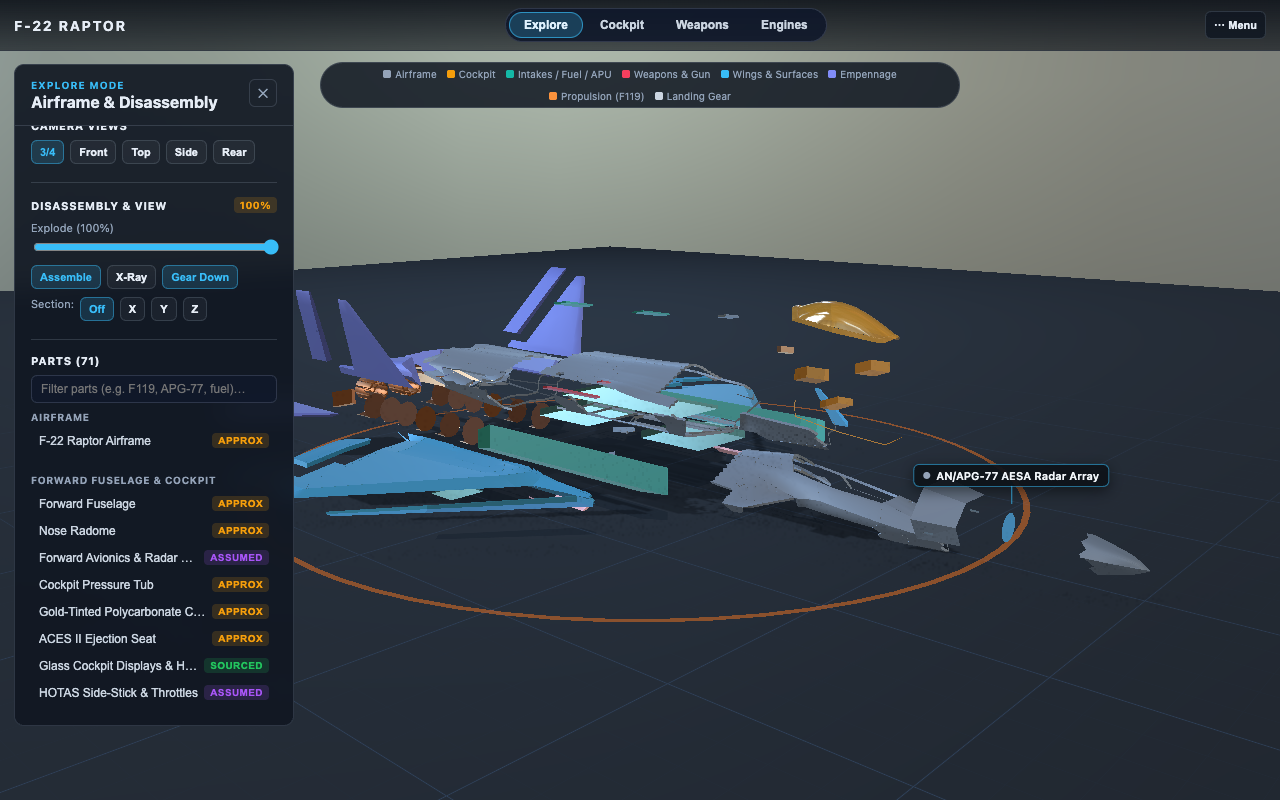 F-22 RAPTOR
Explore
Cockpit
Weapons
Engines
··· Menu
Airframe
Cockpit
Intakes / Fuel / APU
Weapons & Gun
Wings & Surfaces
Empennage
Propulsion (F119)
Landing Gear
EXPLORE MODE
Airframe & Disassembly
CAMERA VIEWS
3/4
Front
Top
Side
Rear
DISASSEMBLY & VIEW
100%
Explode (100%)
Assemble
X-Ray
Gear Down
Section:
Off
X
Y
Z
PARTS (71)
Filter parts (e.g. F119, APG-77, fuel)…
AIRFRAME
F-22 Raptor Airframe APPROX
FORWARD FUSELAGE & COCKPIT
Forward Fuselage APPROX
Nose Radome APPROX
Forward Avionics & Radar … ASSUMED
Cockpit Pressure Tub APPROX
Gold-Tinted Polycarbonate C… APPROX
ACES II Ejection Seat APPROX
Glass Cockpit Displays & H… SOURCED
HOTAS Side-Stick & Throttles ASSUMED
AN/APG-77 AESA Radar Array